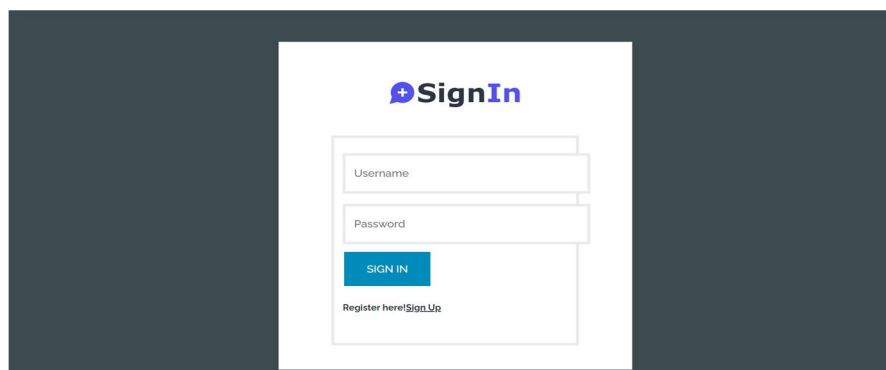 SignIn
Username
Password
SIGN IN
Register here!Sign Up